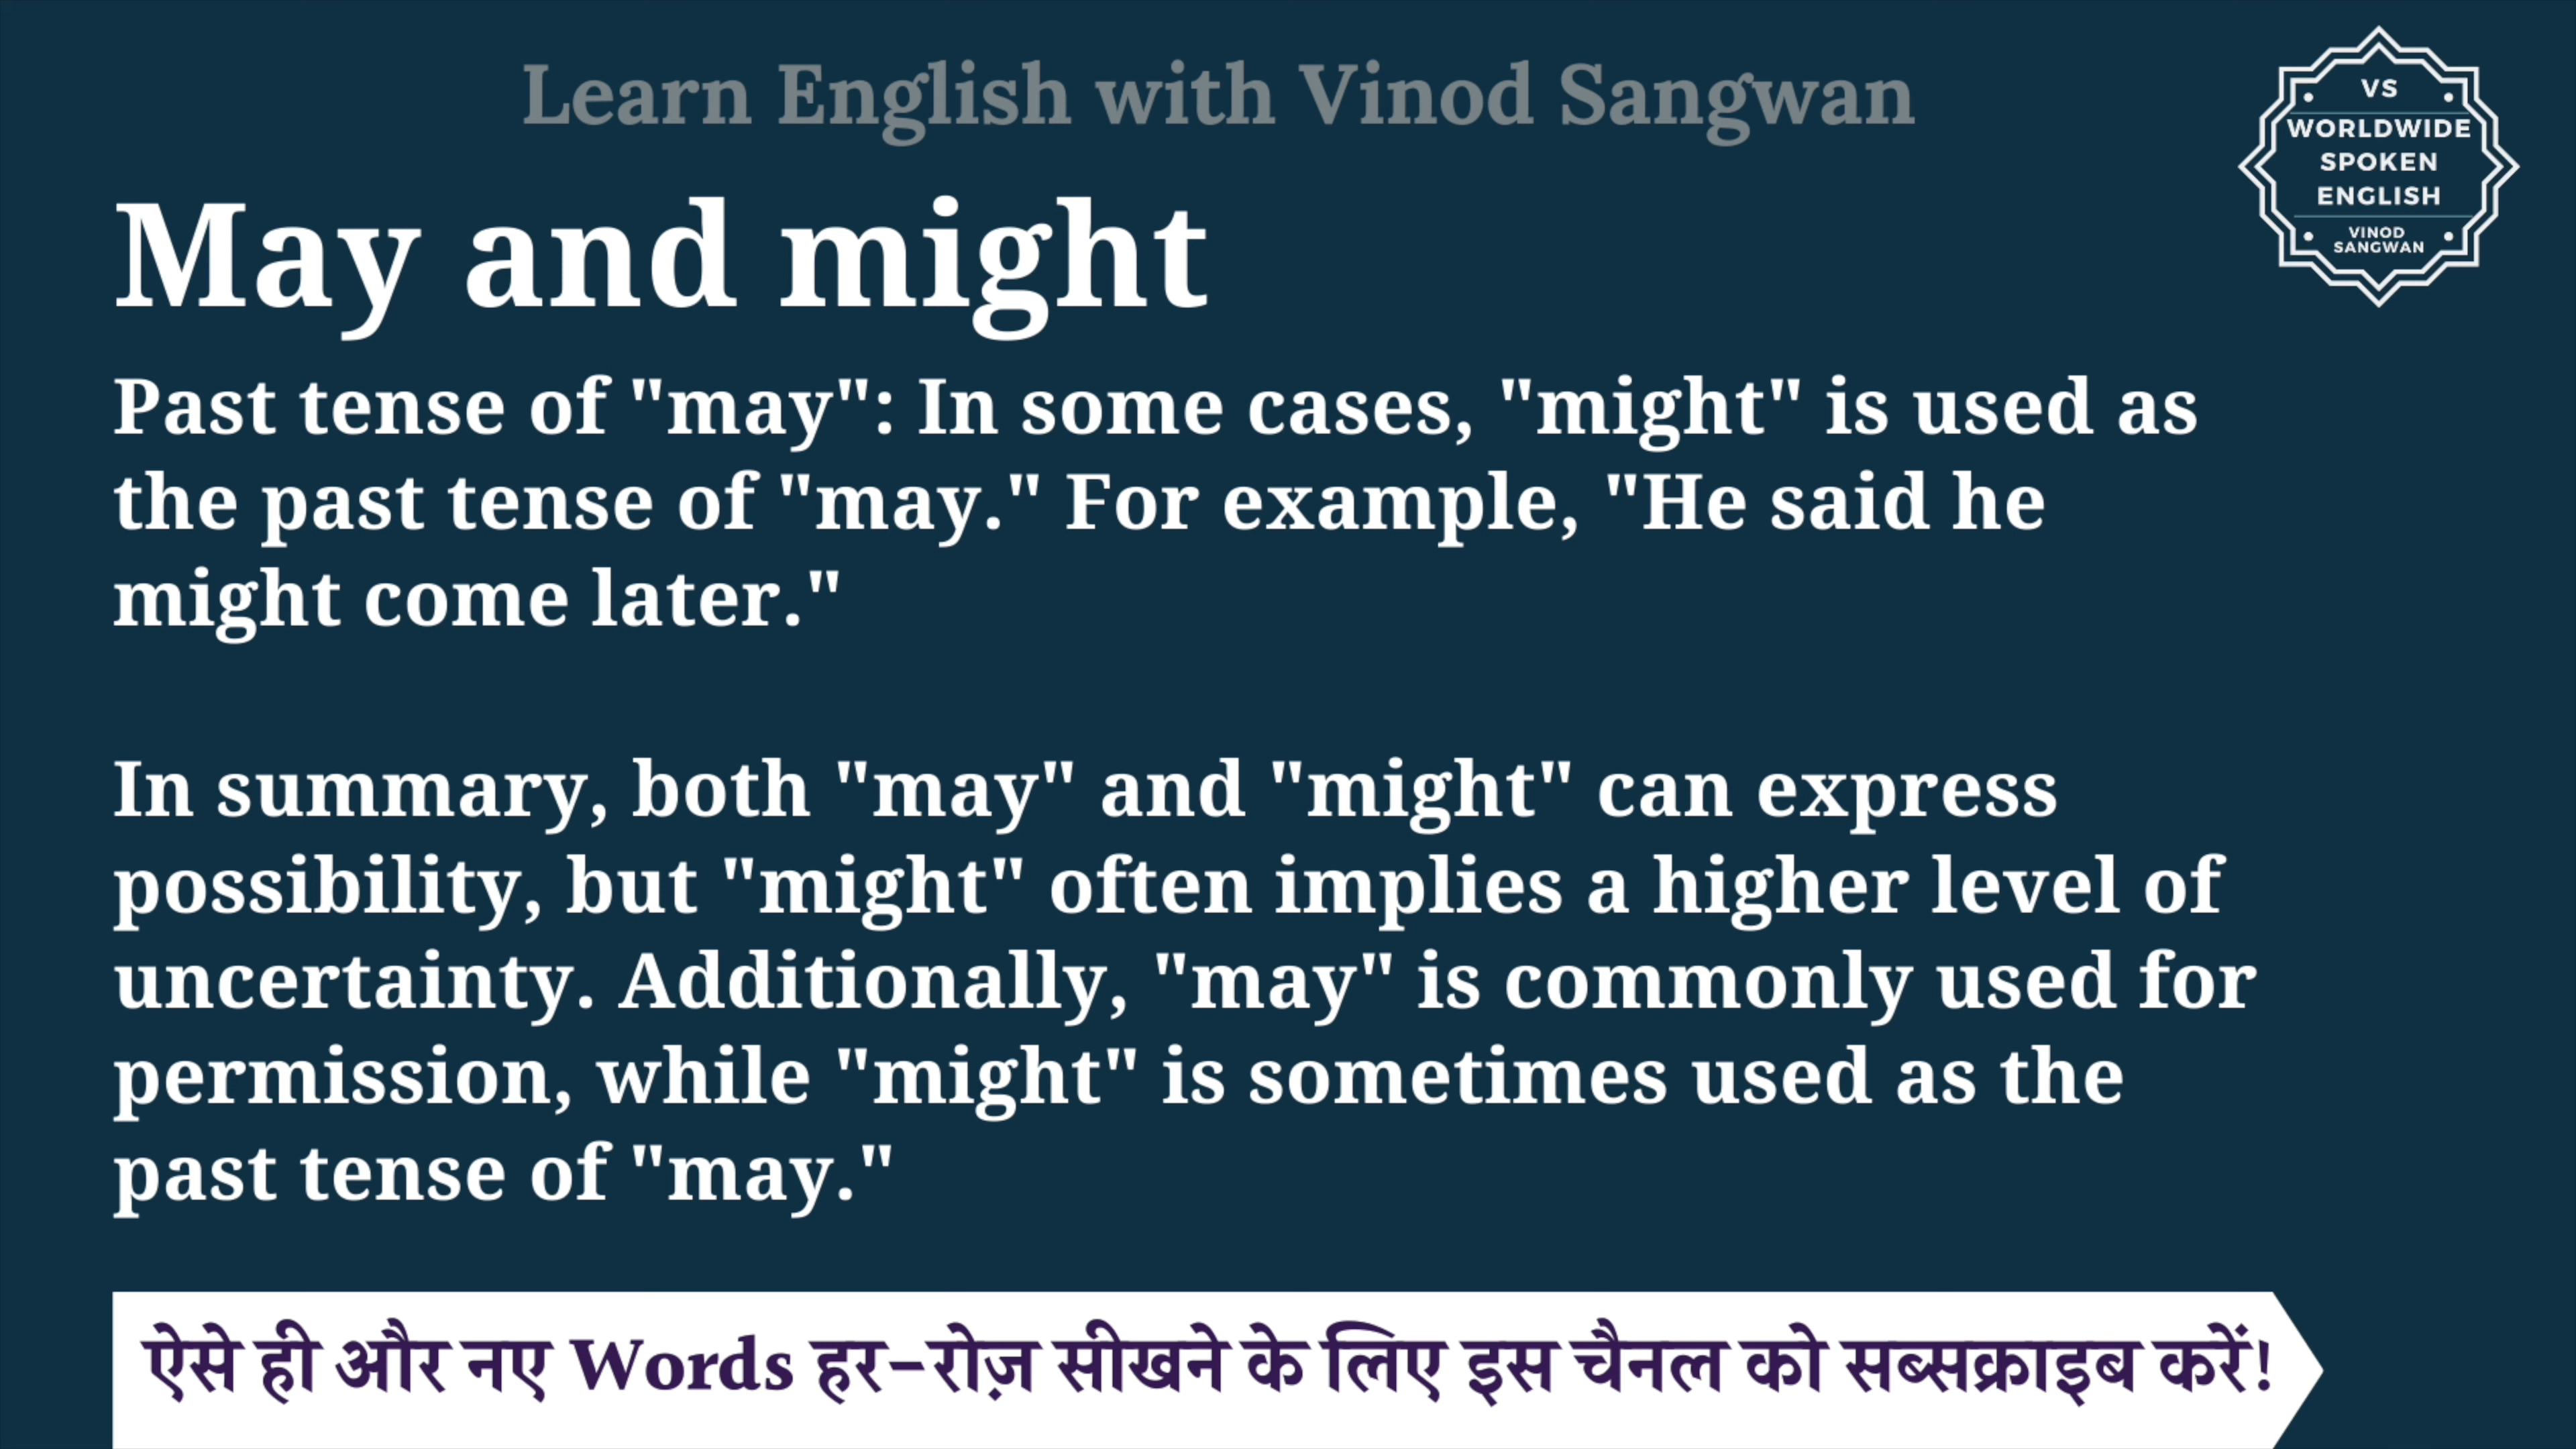 Learn English with Vinod Sangwan
VS
WORLDWIDE
SPOKEN
ENGLISH
VINOD
SANGWAN
May and might
Past tense of "may": In some cases, "might" is used as
the past tense of "may." For example, "He said he
might come later."
In summary, both "may" and "might" can express
possibility, but "might" often implies a higher level of
uncertainty. Additionally, "may" is commonly used for
permission, while "might" is sometimes used as the
past tense of "may."
ऐसे ही और नए Words हर-रोज़ सीखने के लिए इस चैनल को सब्सक्राइब करें!